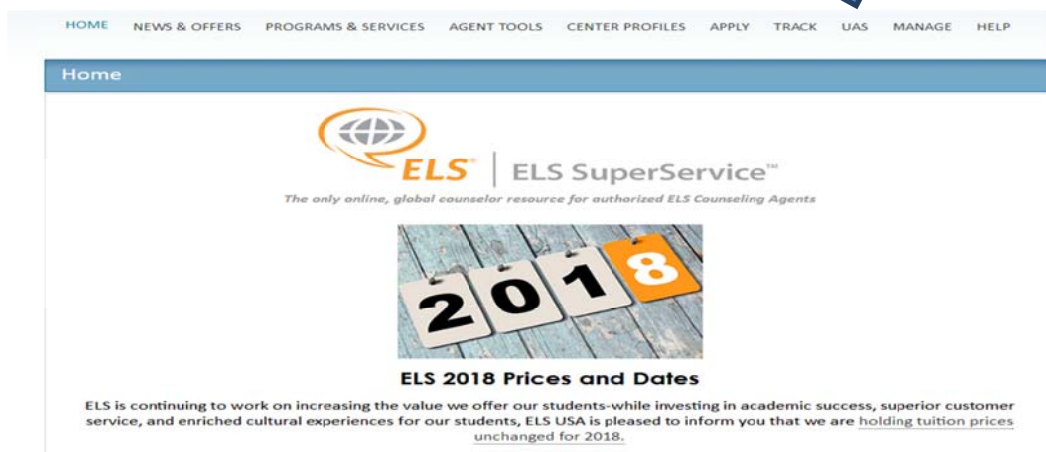 HOME NEWS & OFFERS PROGRAMS & SERVICES AGENT TOOLS CENTER PROFILES APPLY TRACK UAS MANAGE HELP
Home
ELS® | ELS SuperService™
The only online, global counselor resource for authorized ELS Counseling Agents
2018
ELS 2018 Prices and Dates
ELS is continuing to work on increasing the value we offer our students-while investing in academic success, superior customer
service, and enriched cultural experiences for our students, ELS USA is pleased to inform you that we are holding tuition prices
unchanged for 2018.